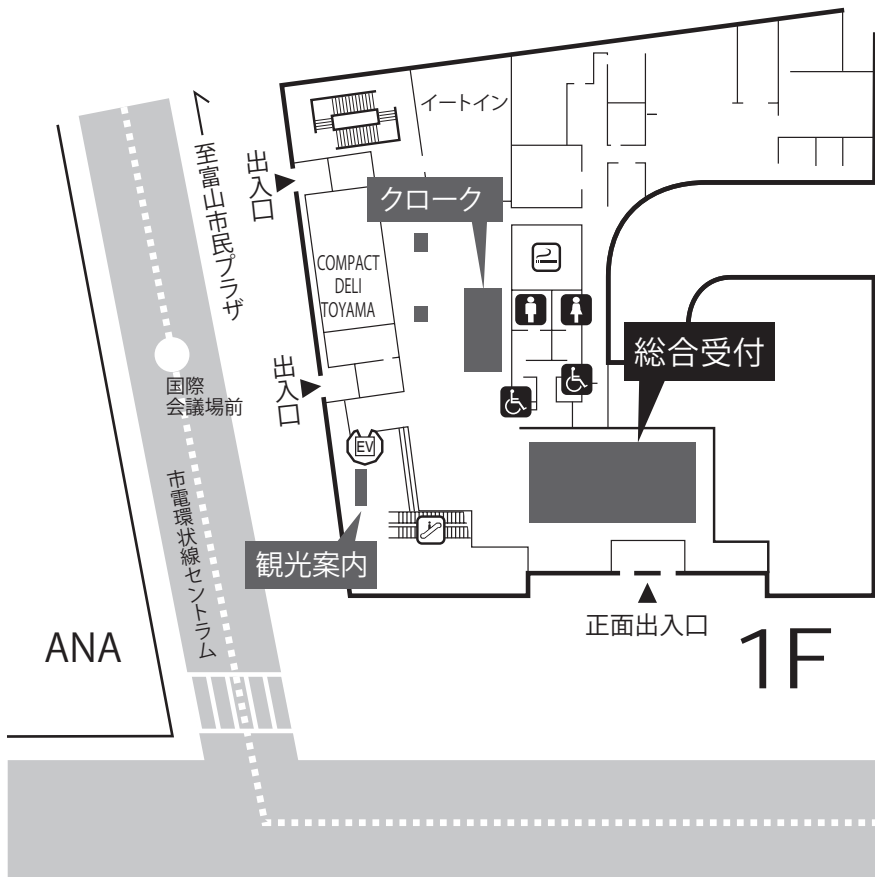 イートイン
出入口
至富山市民プラザ
クローク
COMPACT
DELI
TOYAMA
総合受付
出入口
国際
会議場前
EV
市電環状線セントラム
観光案内
正面出入口
ANA
1F